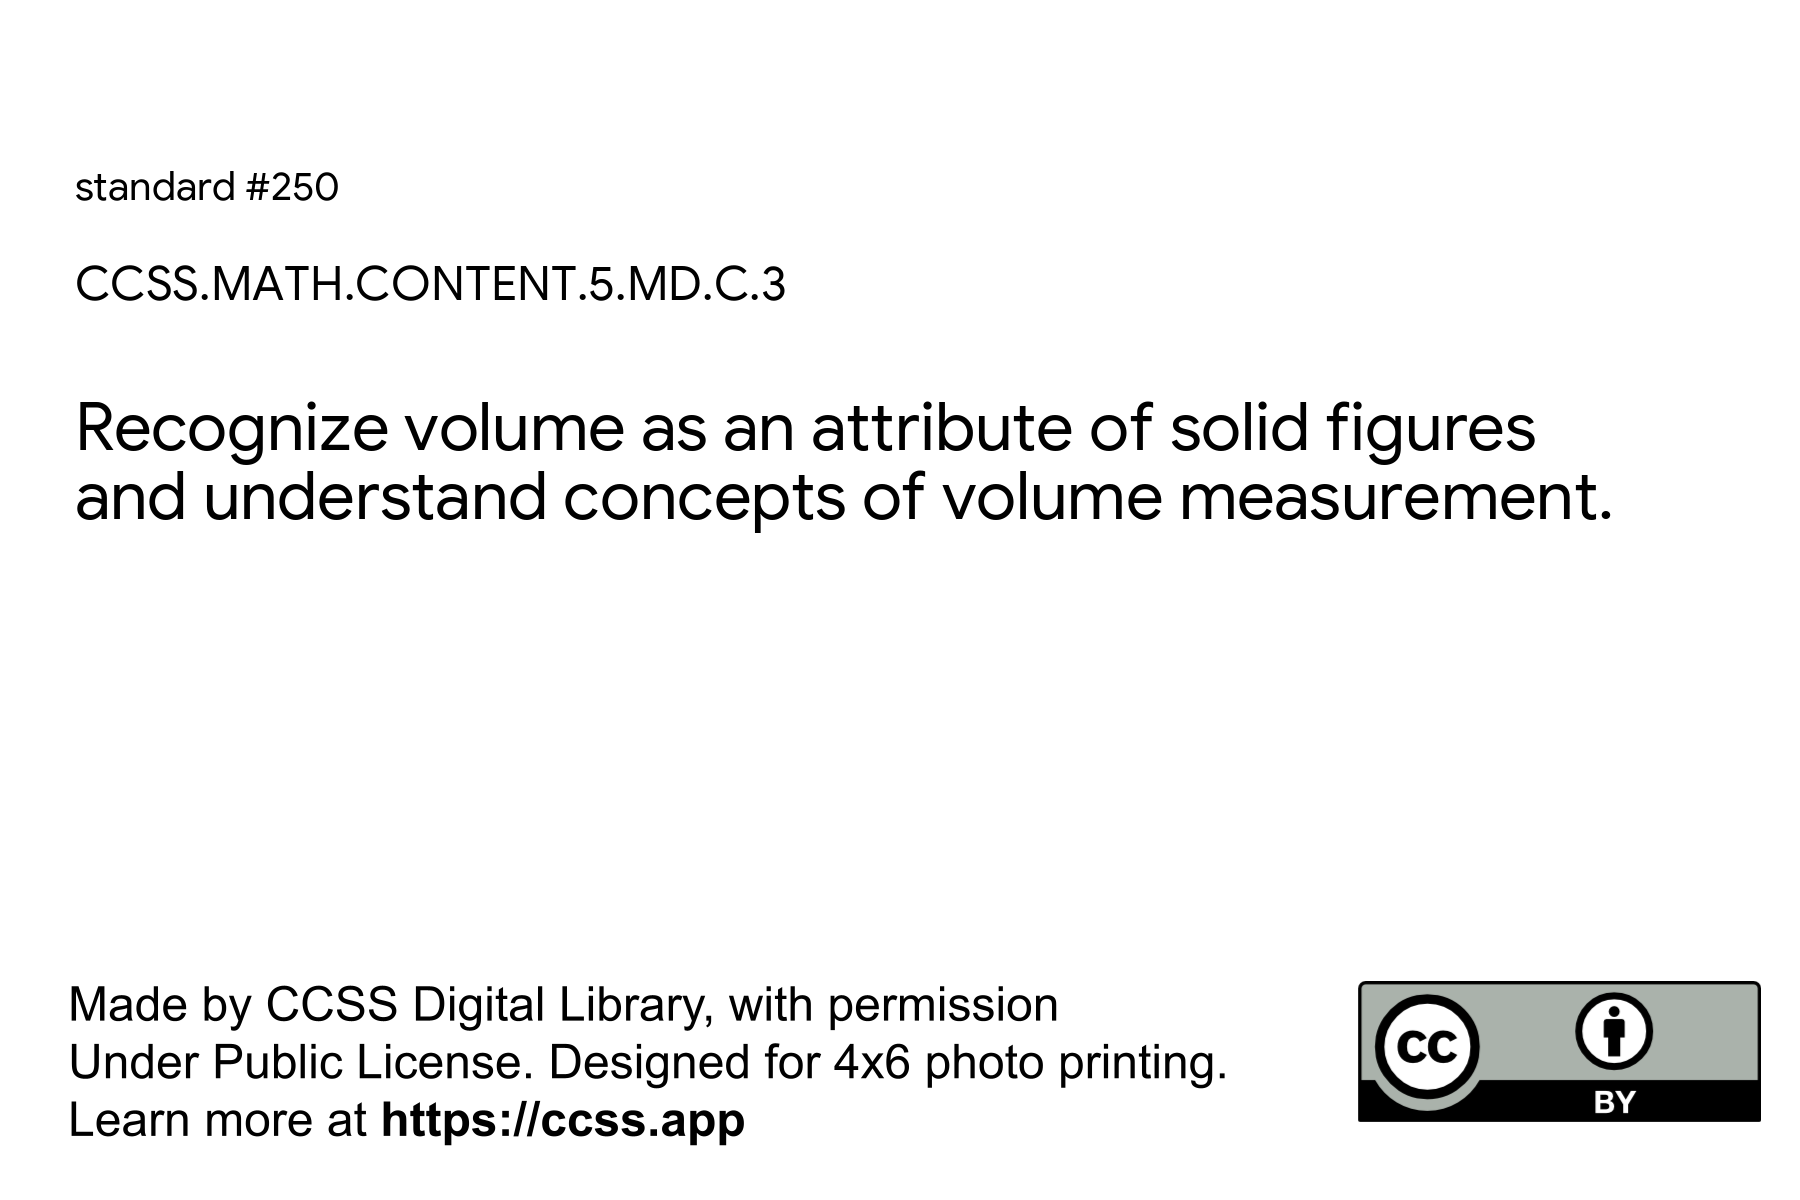 standard #250
CCSS.MATH.CONTENT.5.MD.C.3
Recognize volume as an attribute of solid figures
and understand concepts of volume measurement.
Made by CCSS Digital Library, with permission
Under Public License. Designed for 4x6 photo printing.
Learn more at https://ccss.app
CC
BY